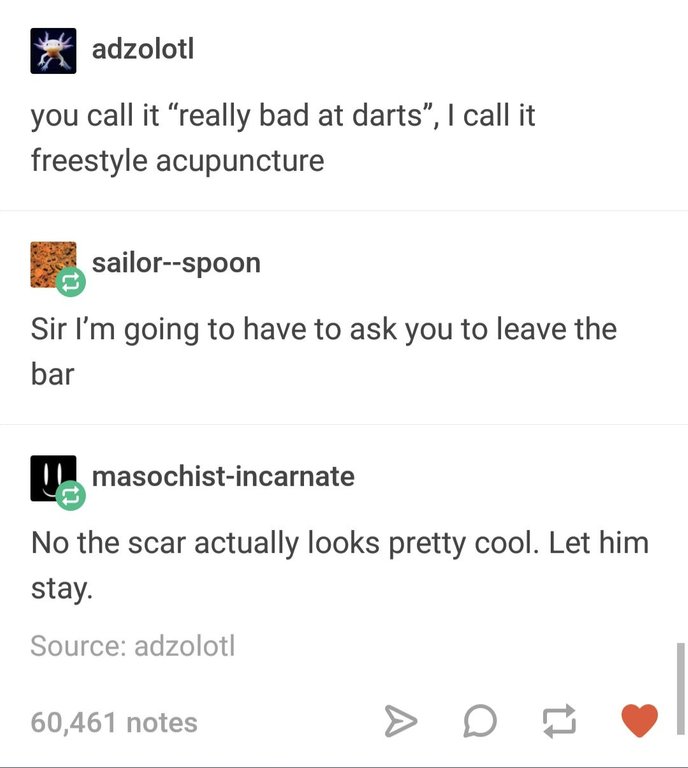 adzolotl
you call it “really bad at darts”, I call it
freestyle acupuncture
sailor--spoon
Sir I’m going to have to ask you to leave the
bar
masochist-incarnate
No the scar actually looks pretty cool. Let him
stay.
Source: adzolotl
60,461 notes